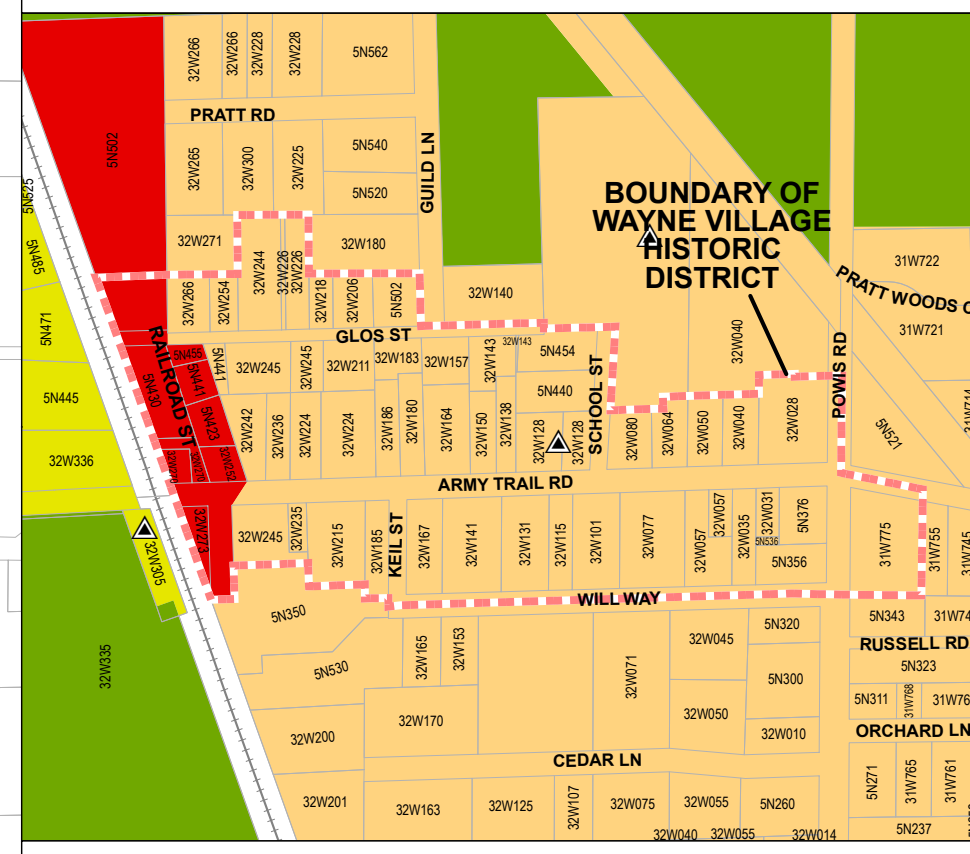 32W266
32W266
32W228
32W228
5N562
PRATT RD
5N502
32W265
32W300
32W225
5N540
5N520
GUILD LN
5N525
5N485
5N471
5N445
32W336
BOUNDARY OF
WAYNE VILLAGE
HISTORIC
DISTRICT
31W722
PRATT WOODS C
31W721
32W271
32W244
32W226
32W226
32W180
32W266
32W254
32W218
32W206
5N502
32W140
32W040
POWIS RD
GLOS ST
RAILROAD ST
5N455
5N441
5N441
5N430
5N423
32W245
32W245
32W211
32W183
32W157
32W143
32W143
5N454
5N440
SCHOOL ST
32W242
32W236
32W224
32W224
32W186
32W180
32W164
32W150
32W138
32W128
32W128
32W080
32W064
32W050
32W040
32W028
5N521
32W270
32W252
32W273
ARMY TRAIL RD
32W305
32W245
32W235
32W215
32W185
KEIL ST
32W167
32W141
32W131
32W115
32W101
32W077
32W057
32W057
32W035
32W031
5N536
5N376
5N356
31W775
31W755
31W745
WILL WAY
5N350
5N530
32W335
32W165
32W153
32W170
32W071
32W045
32W050
5N320
5N300
32W010
5N343
31W74
RUSSELL RD
5N323
5N311
31W768
31W76
ORCHARD LN
32W200
CEDAR LN
32W201
32W163
32W125
32W107
32W075
32W055
5N260
32W040
32W055
32W014
5N271
31W765
31W761
5N237